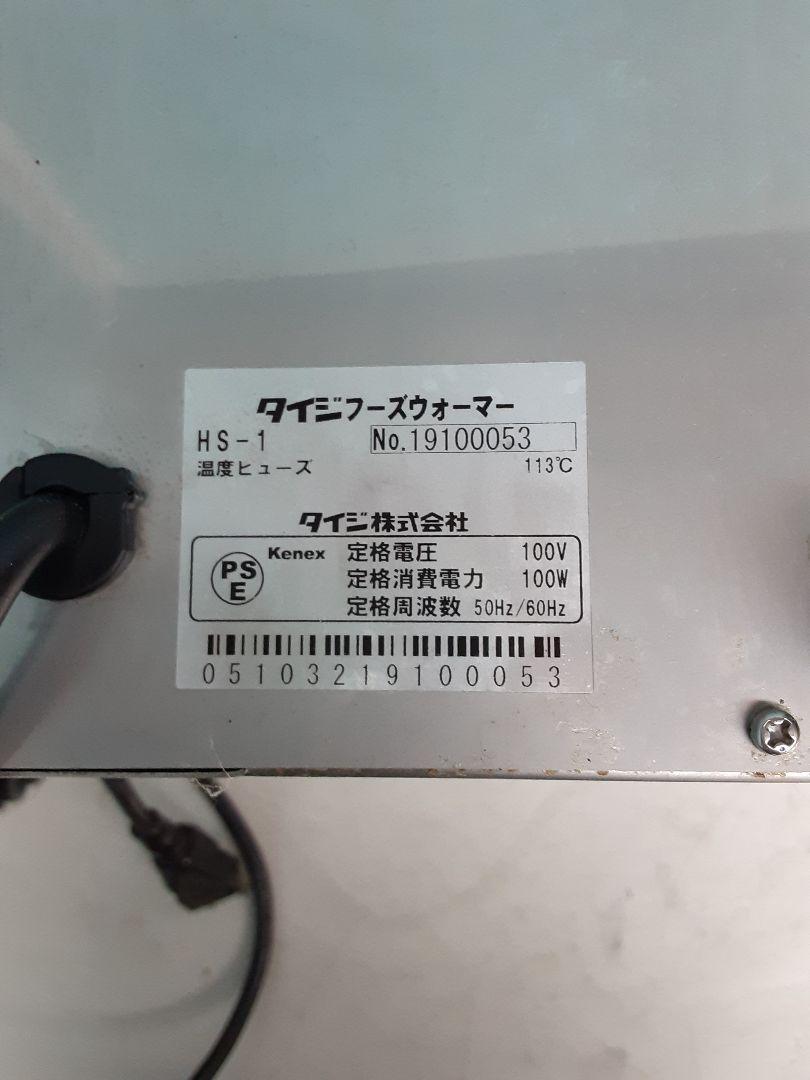 タイジフーズウォーマー
HS-1 No.19100053
温度ヒューズ 113℃
タイジ株式会社
PSE Kenex 定格電圧 100V
定格消費電力 100W
定格周波数 50Hz/60Hz
05103219100053